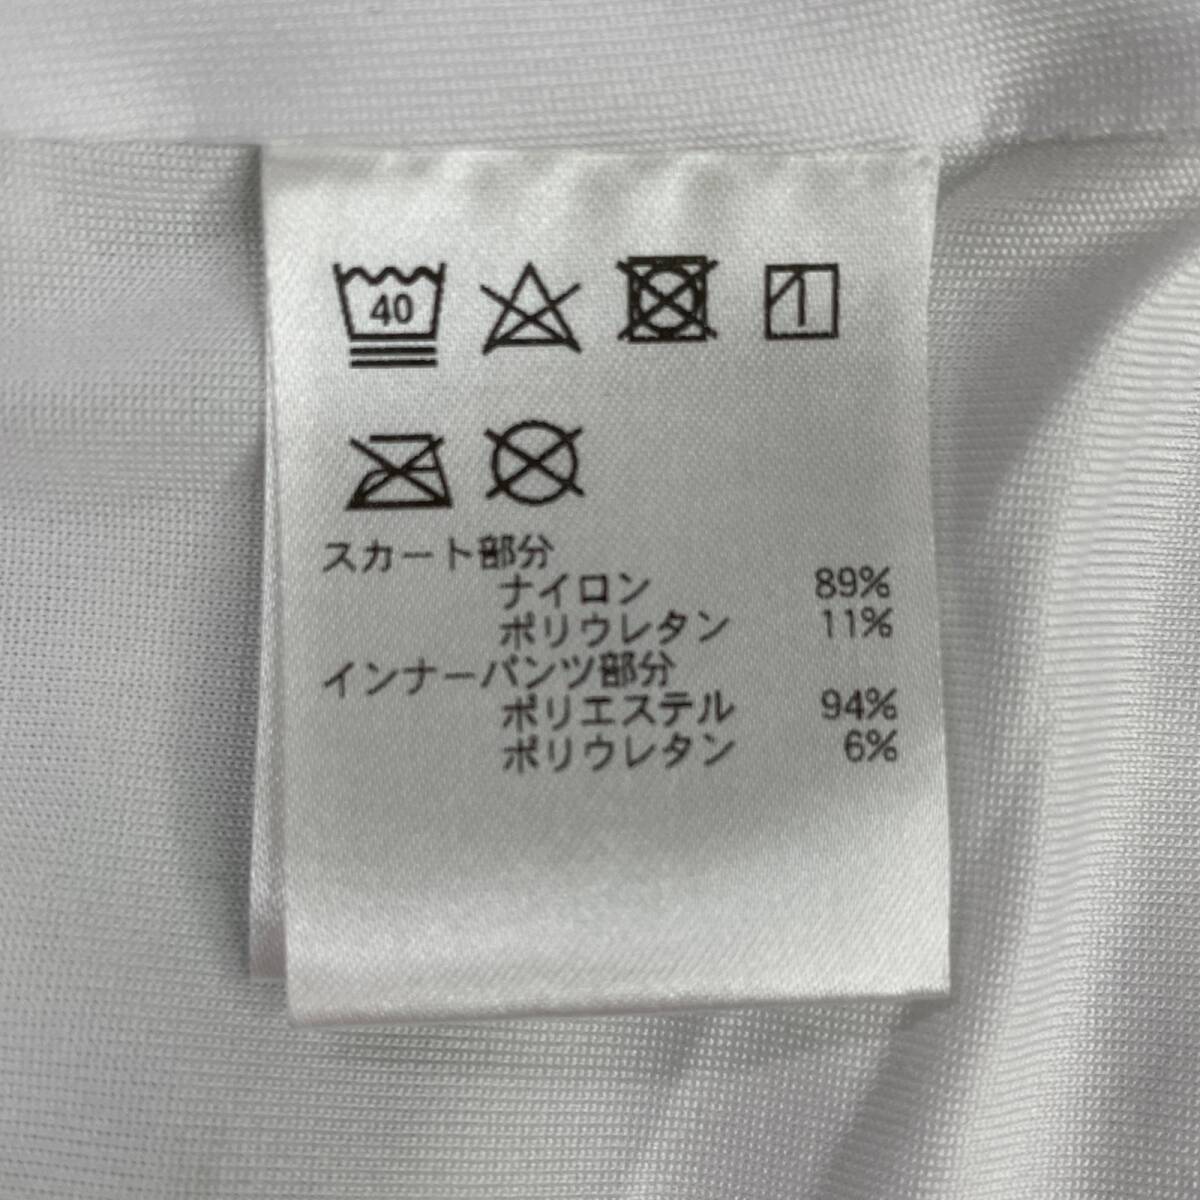 40
スカート部分
ナイロン 89%
ポリウレタン 11%
インナーパンツ部分
ポリエステル 94%
ポリウレタン 6%